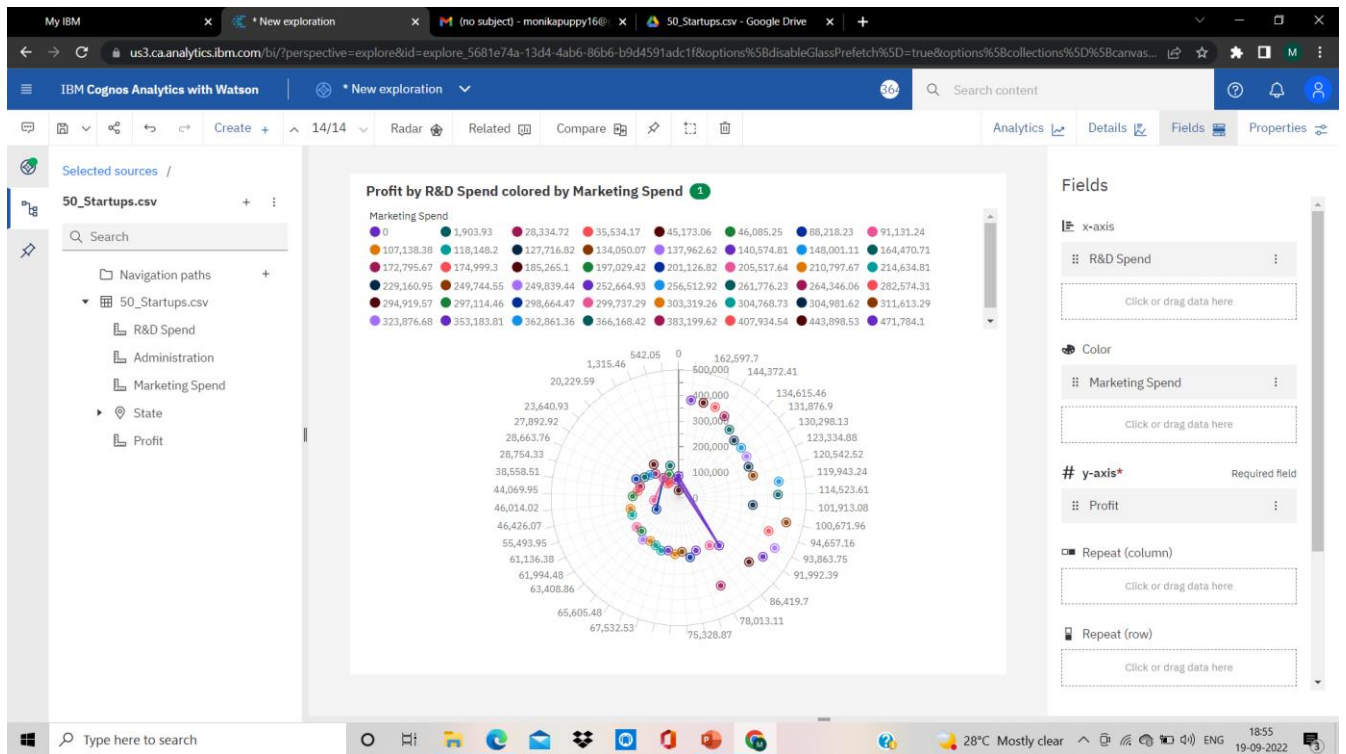 My IBM
* New exploration
(no subject) - monikapuppy16@
50_Startups.csv - Google Drive
us3.ca.analytics.ibm.com/bi/?perspective=explore&id=explore_5681e74a-13d4-4ab6-86b6-b9d4591adc1f&options%5BdisableGlassPrefetch%5D=true&options%5Bcollections%5D%5Bcanvas...
M
IBM Cognos Analytics with Watson
* New exploration
364
Search content
Create +
14/14
Radar
Related
Compare
Analytics
Details
Fields
Properties
Selected sources /
50_Startups.csv
Search
Navigation paths
50_Startups.csv
R&D Spend
Administration
Marketing Spend
State
Profit
Profit by R&D Spend colored by Marketing Spend 1
Marketing Spend
0 1,903.93 28,334.72 35,534.17 45,173.06 46,085.25 88,218.23 91,131.24
107,138.38 118,148.2 127,716.82 134,050.07 137,962.62 140,574.81 148,001.11 164,470.71
172,795.67 174,999.3 185,265.1 197,029.42 201,126.82 205,517.64 210,797.67 214,634.81
229,160.95 249,744.55 249,839.44 252,664.93 256,512.92 261,776.23 264,346.06 282,574.31
294,919.57 297,114.46 298,664.47 299,737.29 303,319.26 304,768.73 304,981.62 311,613.29
323,876.68 353,183.81 362,861.36 366,168.42 383,199.62 407,934.54 443,898.53 471,784.1
0
542.05
1,315.46
20,229.59
23,640.93
27,892.92
28,663.76
28,754.33
38,558.51
44,069.95
46,014.02
46,426.07
55,493.95
61,136.38
61,994.48
63,408.86
65,605.48
67,532.53
500,000
400,000
300,000
200,000
100,000
0
162,597.7
144,372.41
134,615.46
131,876.9
130,298.13
123,334.88
120,542.52
119,943.24
114,523.61
101,913.08
100,671.96
94,657.16
93,863.75
91,992.39
86,419.7
78,013.11
75,328.87
Fields
x-axis
R&D Spend
Click or drag data here
Color
Marketing Spend
Click or drag data here
# y-axis*
Required field
Profit
Repeat (column)
Click or drag data here
Repeat (row)
Click or drag data here
Type here to search
28°C Mostly clear
ENG
18:55
19-09-2022
3